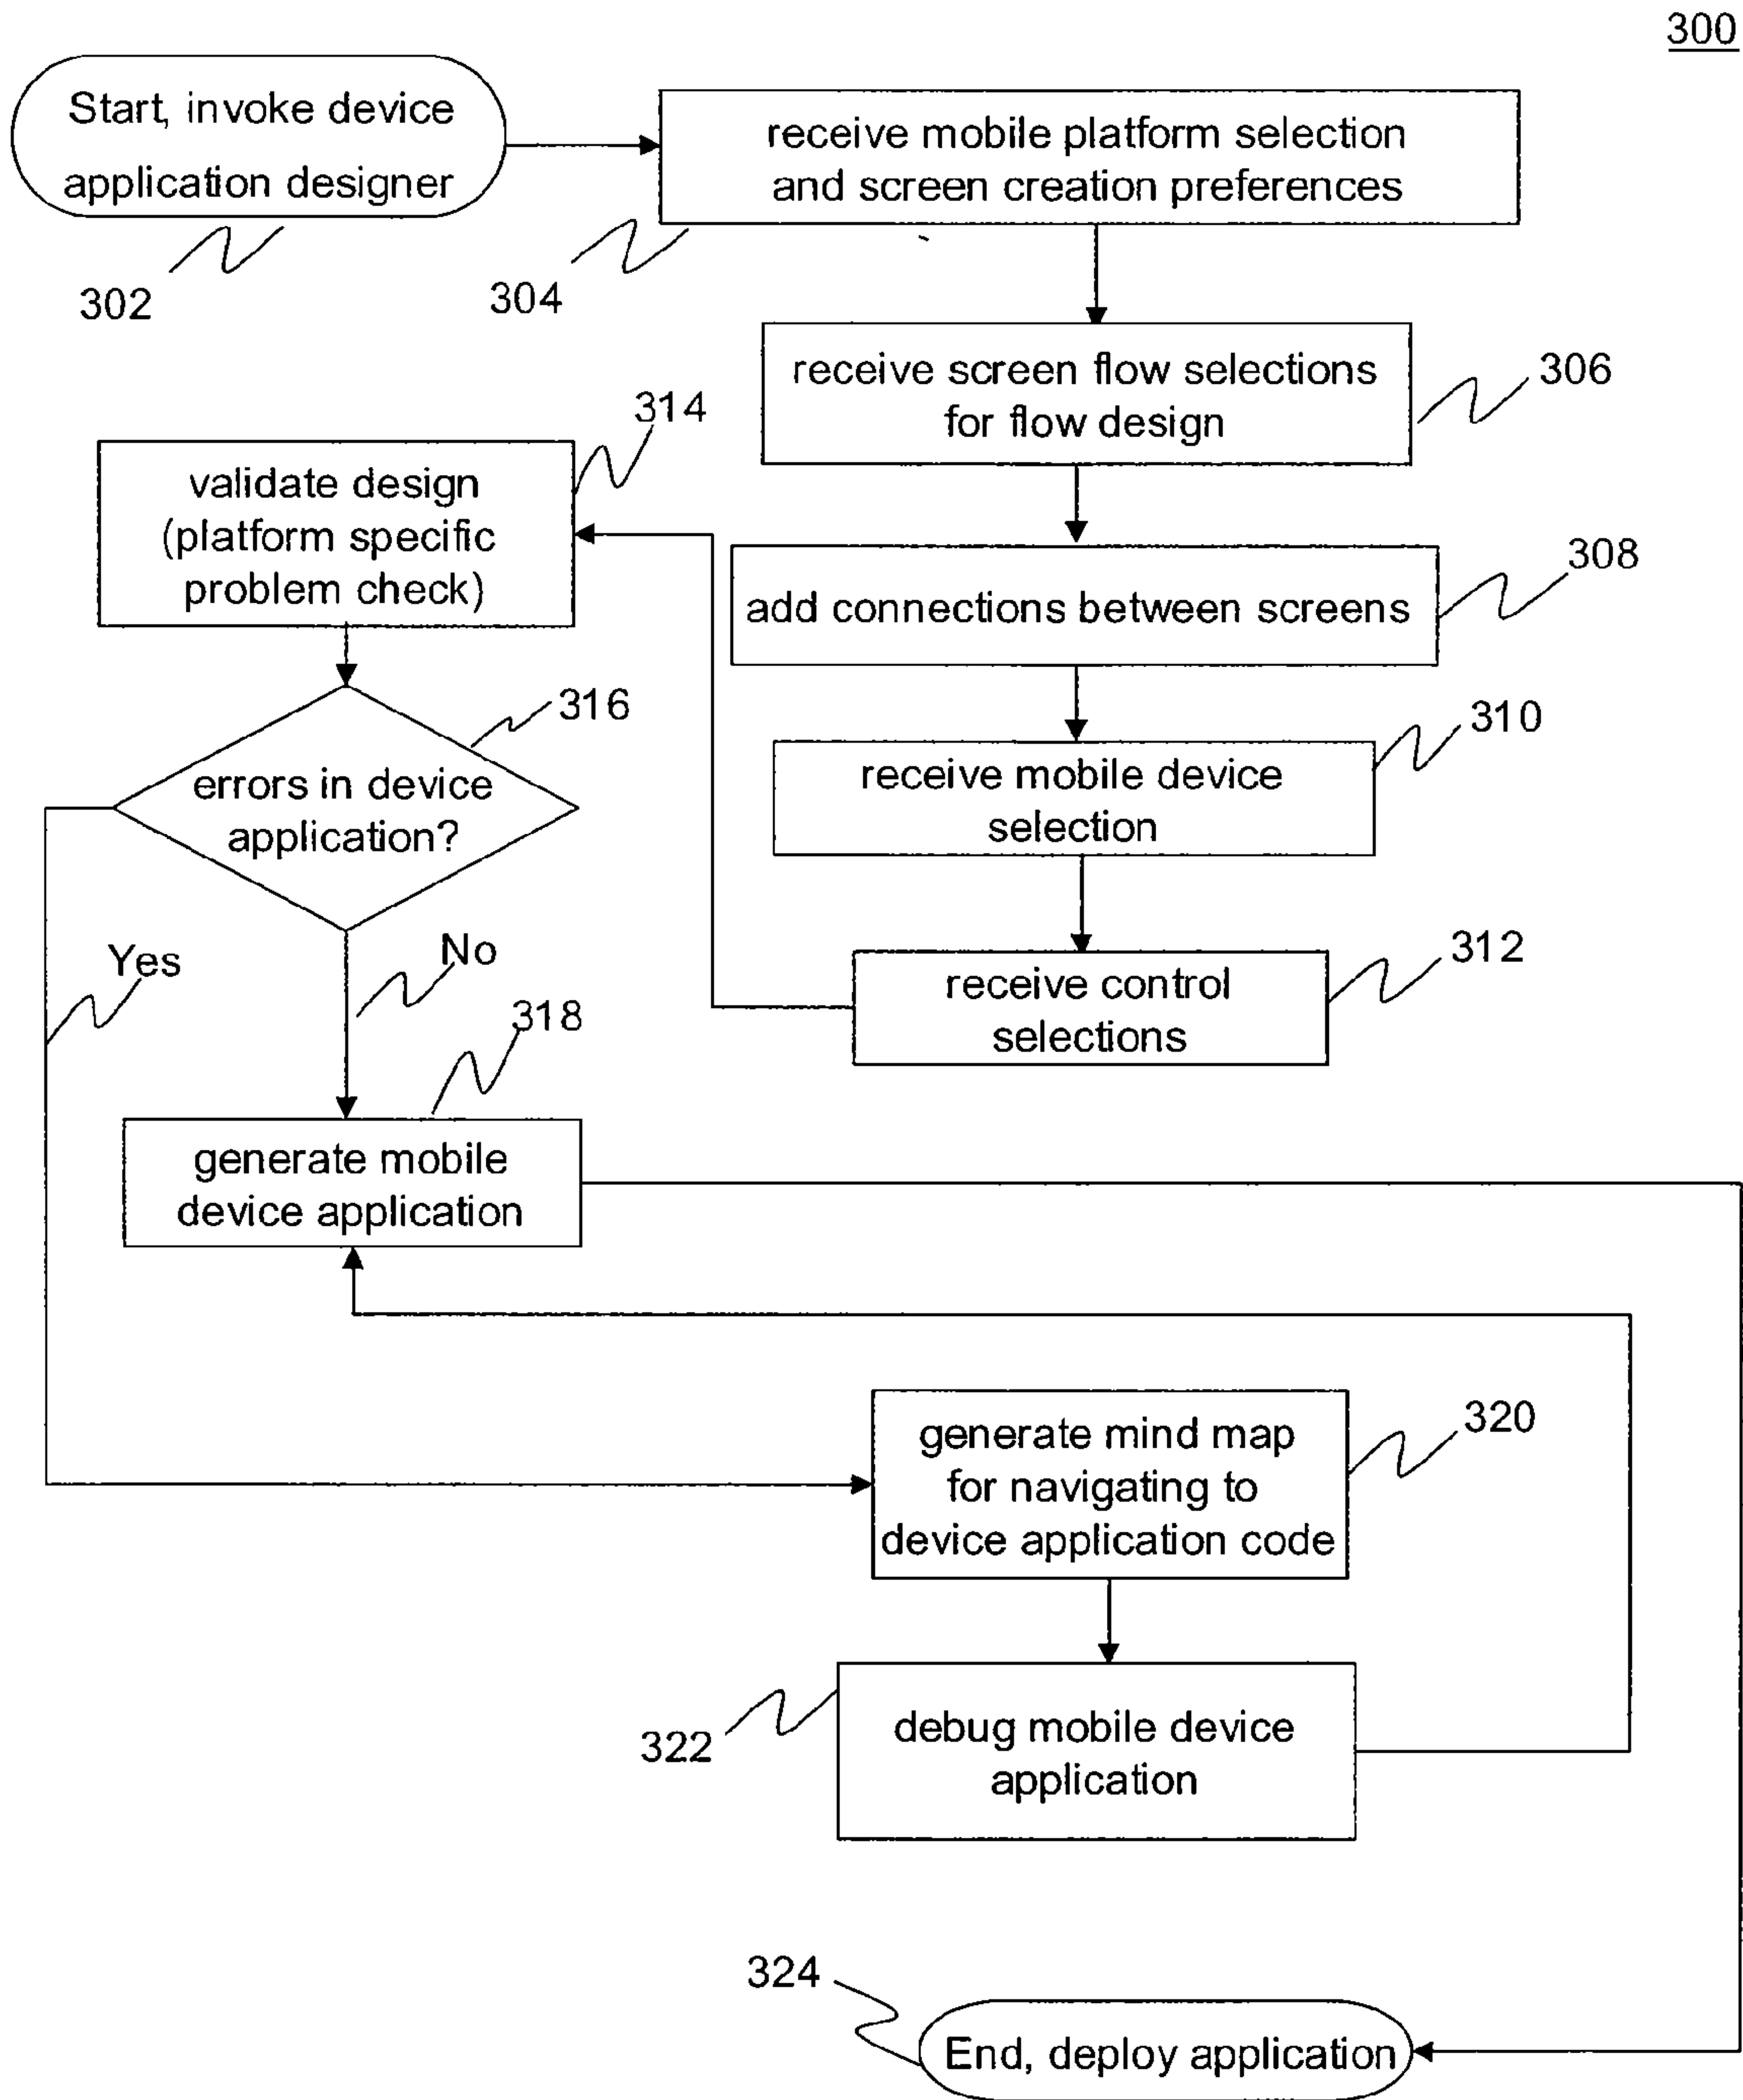 300
Start, invoke device
application designer
302
receive mobile platform selection
and screen creation preferences
304
receive screen flow selections
for flow design
306
add connections between screens
308
receive mobile device
selection
310
receive control
selections
312
validate design
(platform specific
problem check)
314
errors in device
application?
316
Yes
No
318
generate mobile
device application
generate mind map
for navigating to
device application code
320
debug mobile device
application
322
324
End, deploy application